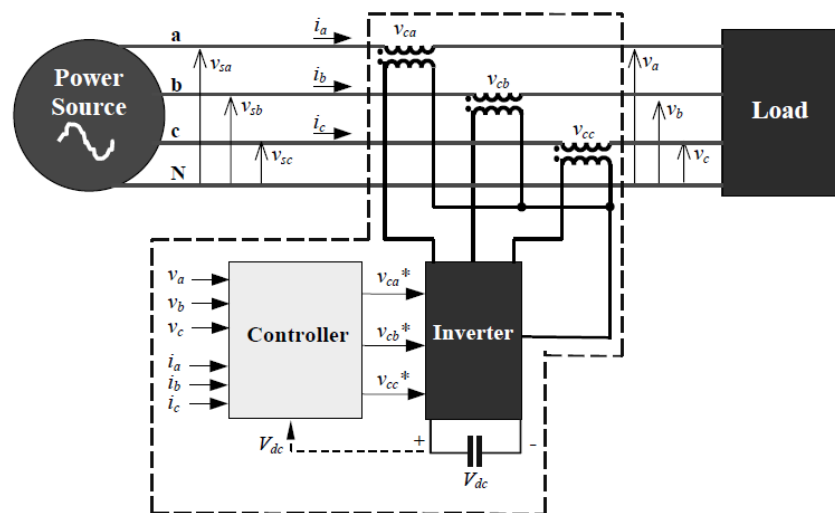 a
i_a
v_ca
Power
Source
v_sa
b
i_b
v_cb
v_a
Load
v_sb
c
i_c
v_cc
v_b
v_sc
v_c
N
v_a
v_b
v_c
i_a
i_b
i_c
Controller
v_ca*
v_cb*
v_cc*
Inverter
V_dc
+
-
V_dc